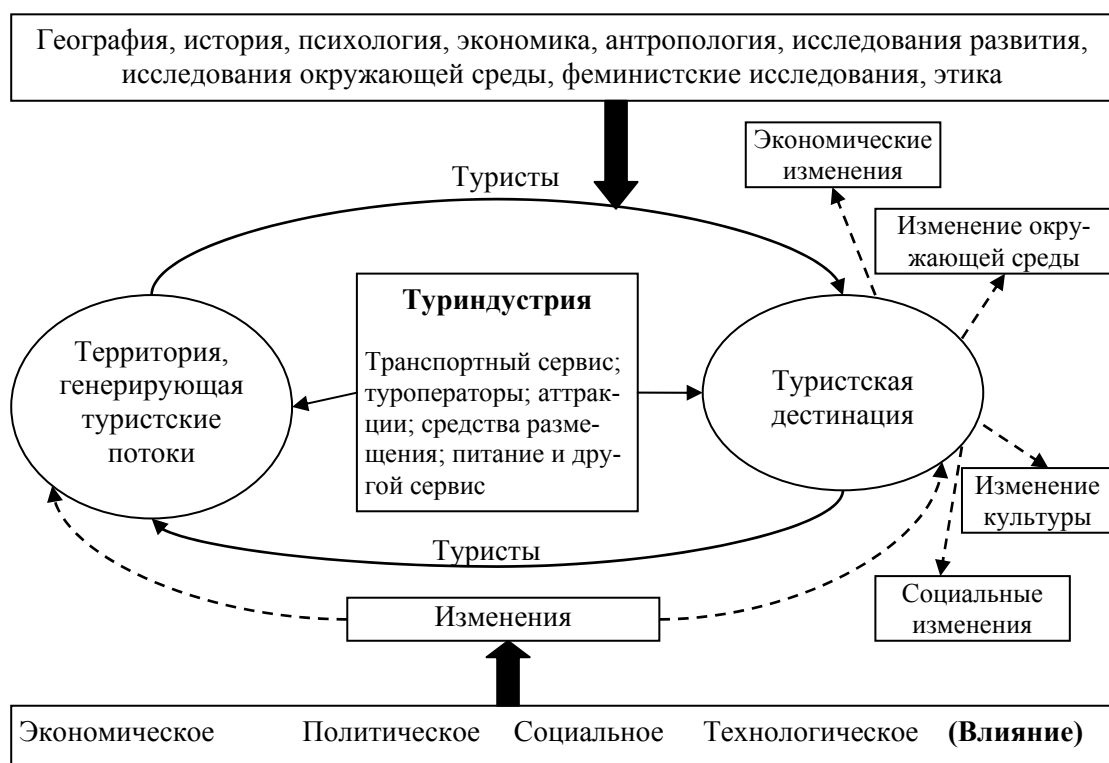 География, история, психология, экономика, антропология, исследования развития,
исследования окружающей среды, феминистские исследования, этика
Экономические
изменения
Туристы
Изменение окру-
жающей среды
Туриндустрия
Транспортный сервис;
туроператоры; аттрак-
ции; средства разме-
щения; питание и дру-
гой сервис
Территория,
генерирующая
туристские
потоки
Туристская
дестинация
Изменение
культуры
Туристы
Социальные
изменения
Изменения
Экономическое Политическое Социальное Технологическое (Влияние)